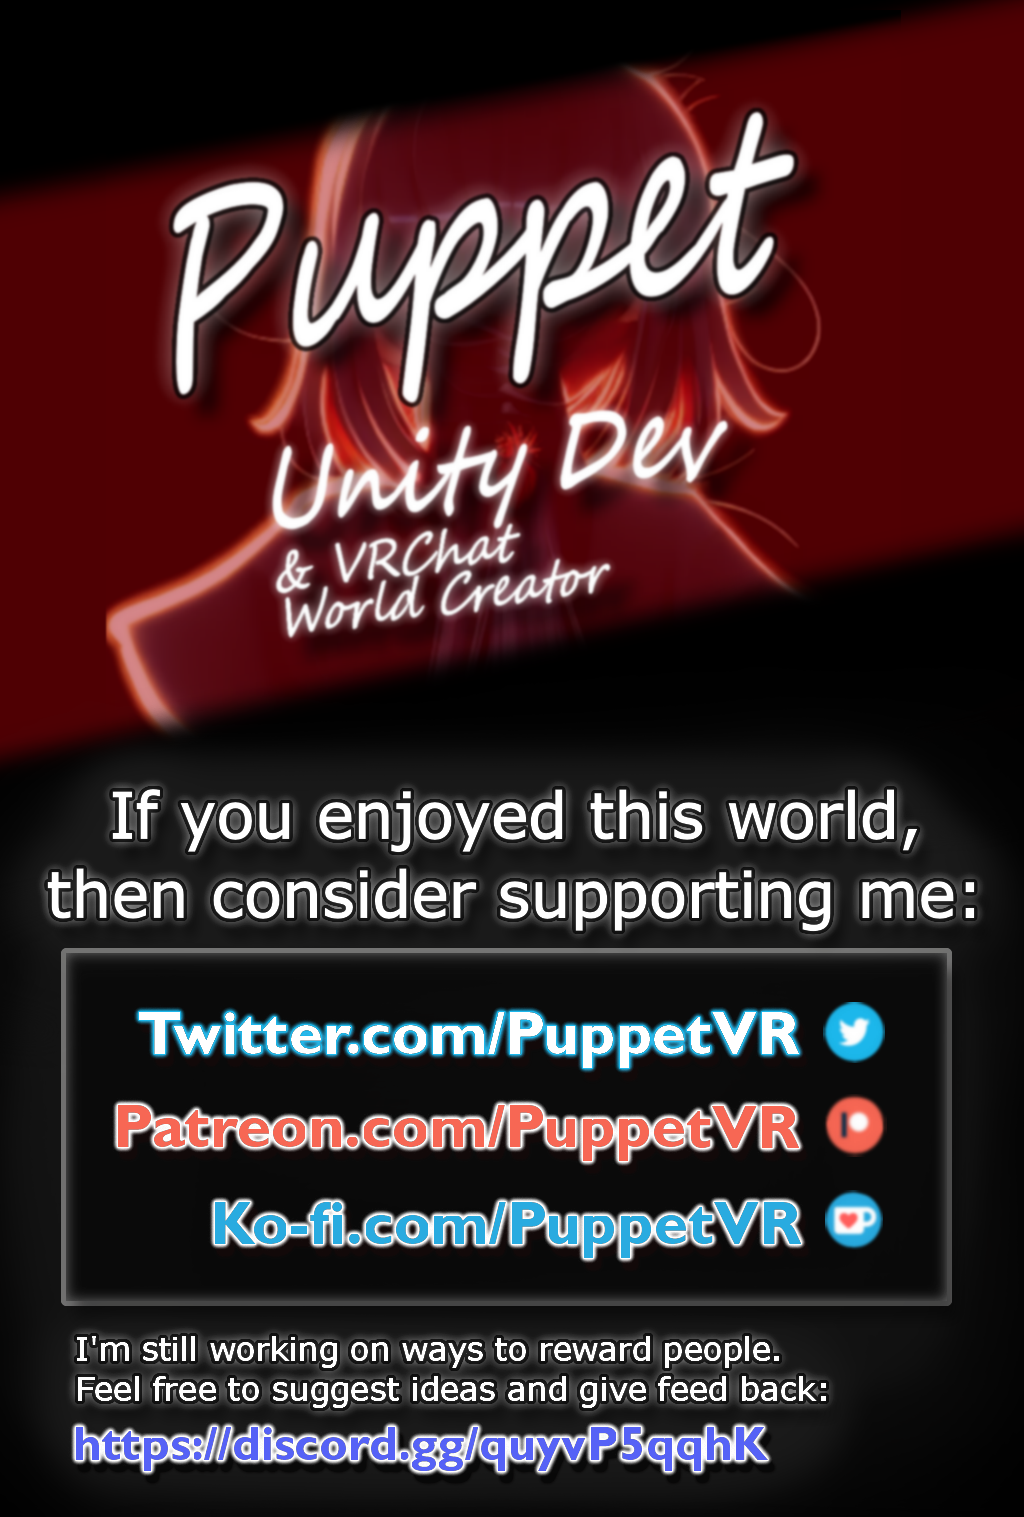 Puppet
Unity Dev
& VRChat
World Creator
If you enjoyed this world,
then consider supporting me:
Twitter.com/PuppetVR
Patreon.com/PuppetVR
Ko-fi.com/PuppetVR
I'm still working on ways to reward people.
Feel free to suggest ideas and give feed back:
https://discord.gg/quyvP5qqhK